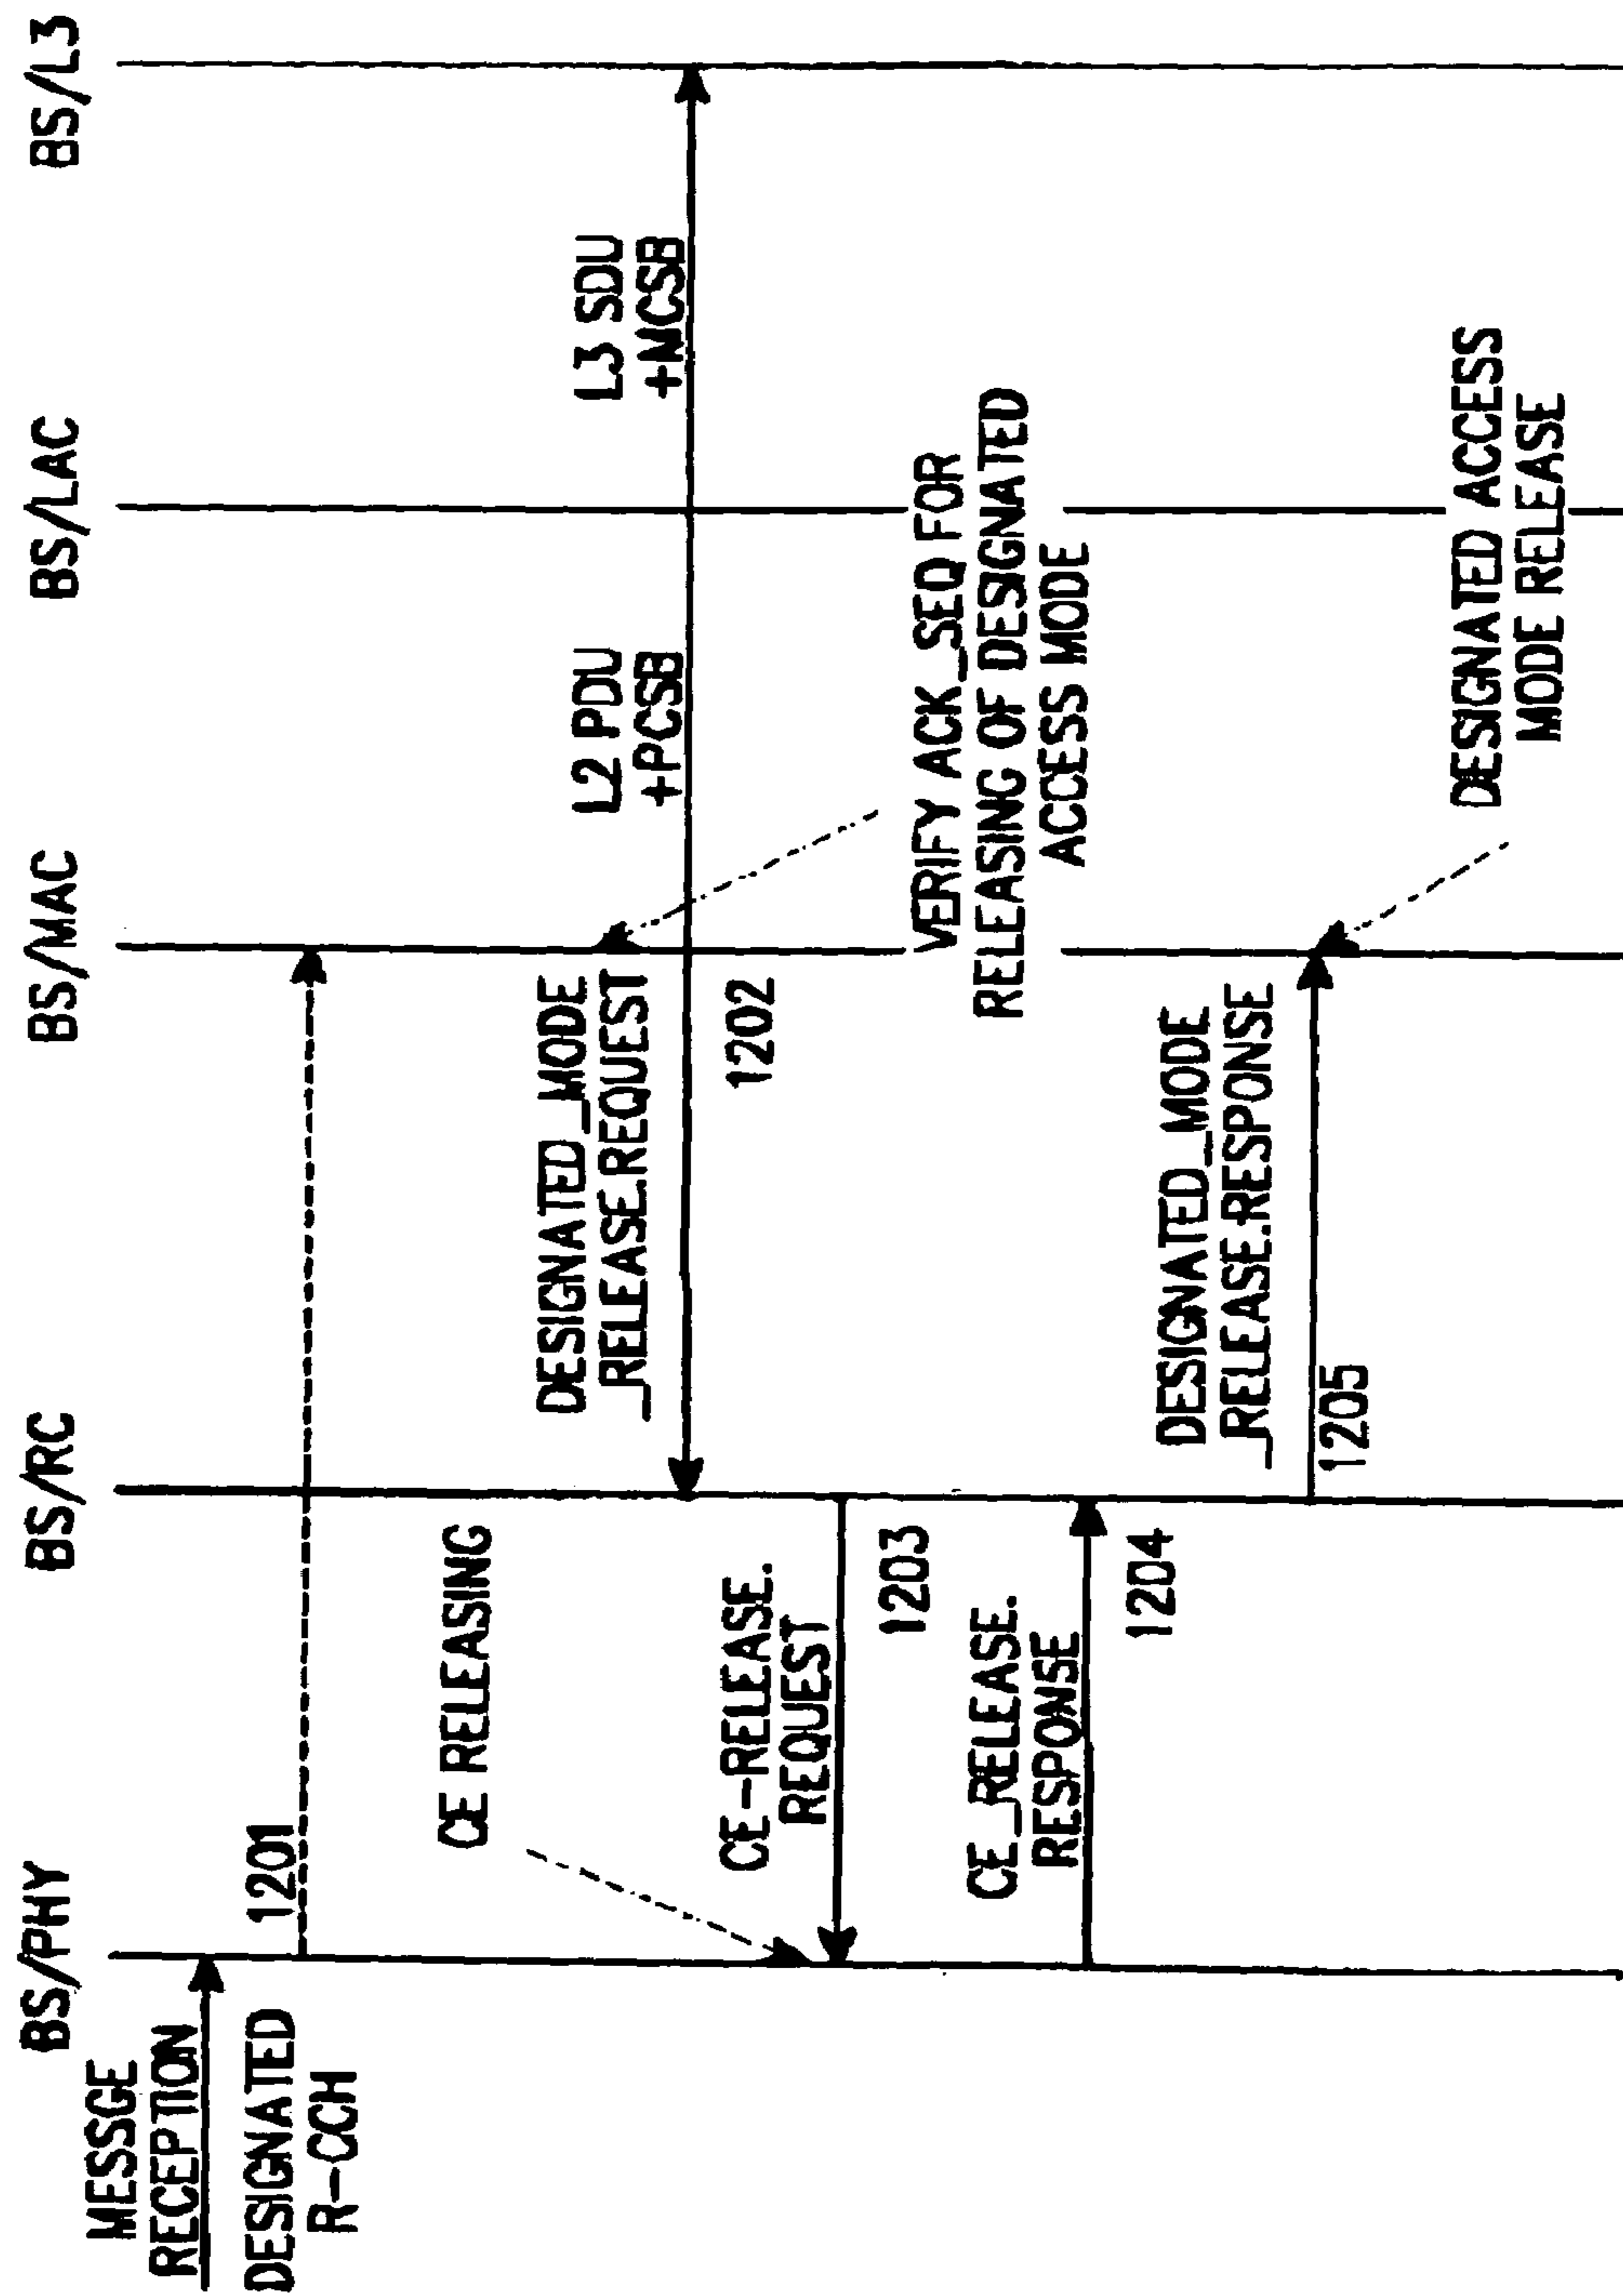 BS/PHY
BS/RC
BS/MAC
BS/LAC
BS/L3
MESSGE
RECEPTION
DESIGNATED
R-CCH
1201
CE RELEASING
DESIGNATED_MODE
_RELEASE.REQUEST
1202
L2 PDU
+PCSB
L3 SDU
+MCSB
CE-RELEASE.
REQUEST
1203
VERIFY ACK_SEQ FOR
RELEASING OF DESIGNATED
ACCESS MODE
CE_RELEASE.
RESPONSE
1204
DESIGNATED_MODE
_RELEASE.RESPONSE
1205
DESIGNATED ACCESS
MODE RELEASE